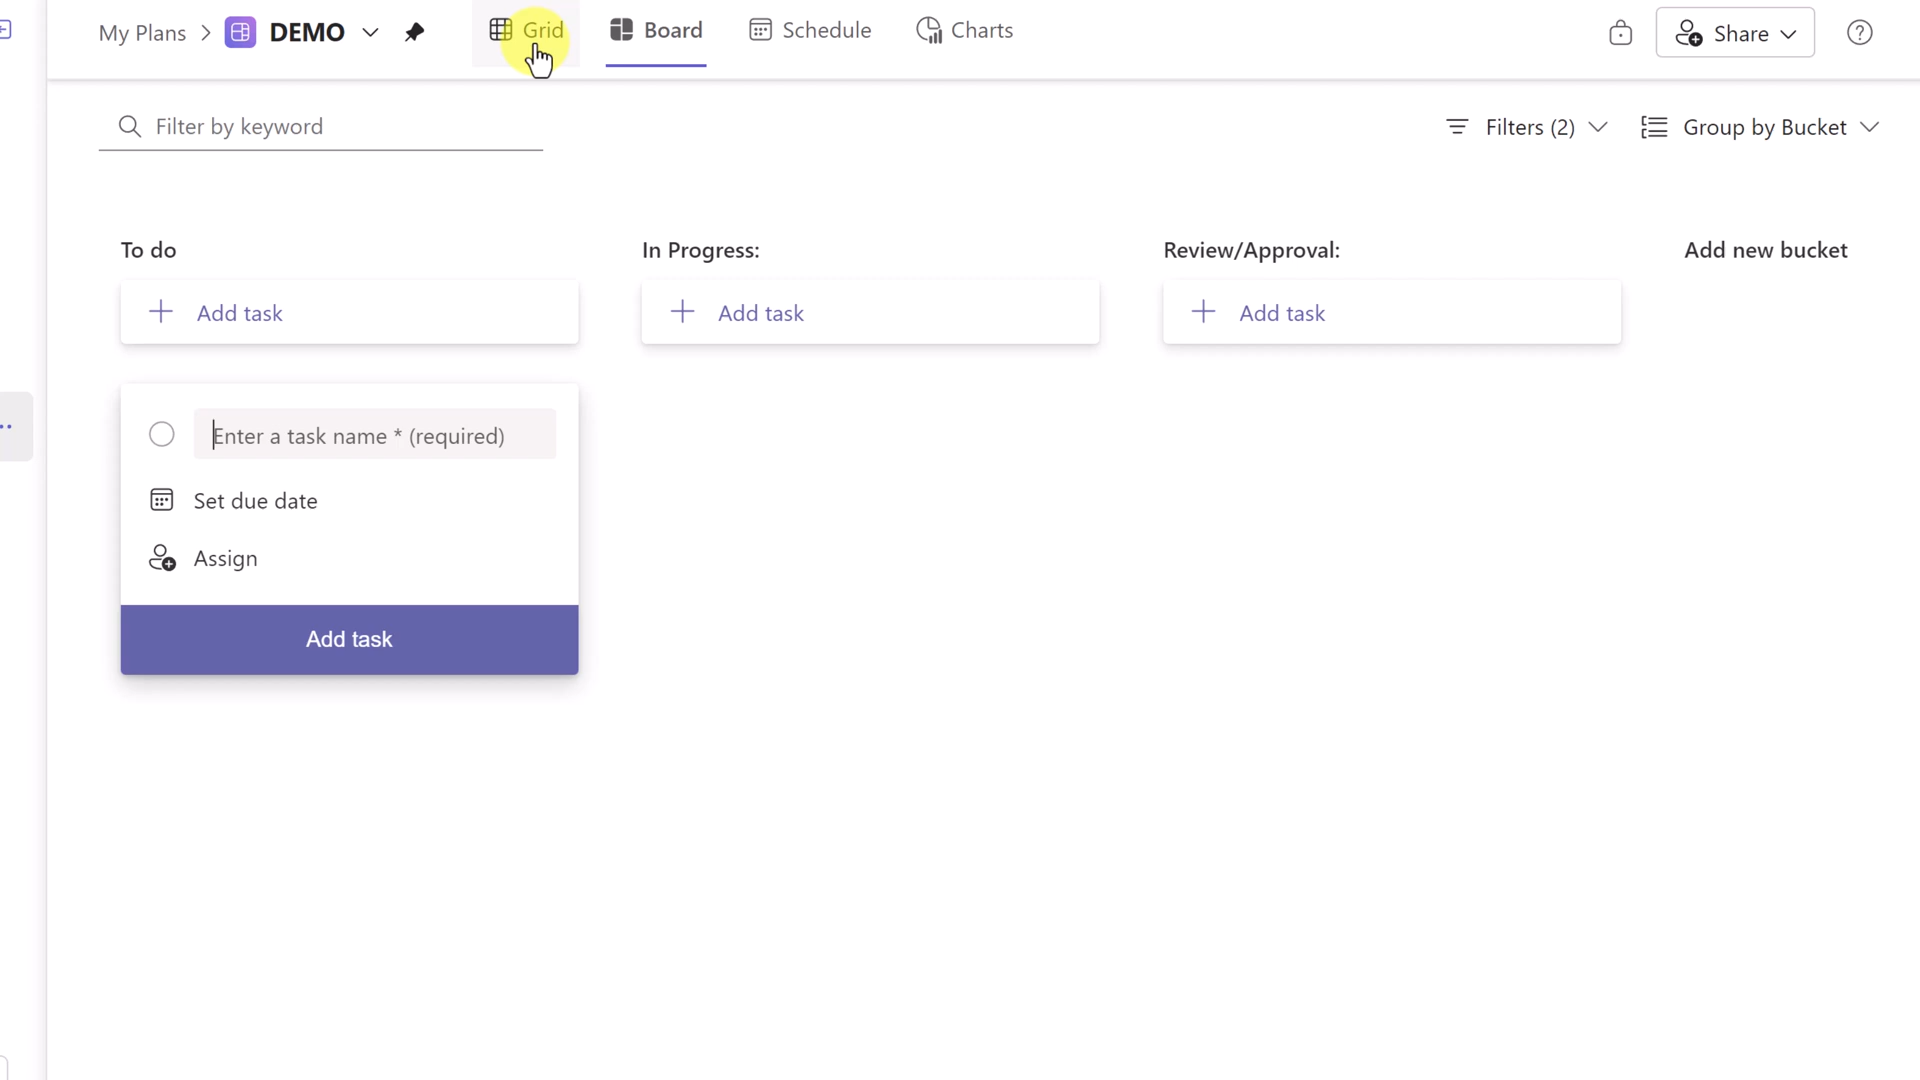 My Plans > DEMO
Grid
Board
Schedule
Charts
Share
Filter by keyword
Filters (2)
Group by Bucket
To do
In Progress:
Review/Approval:
Add new bucket
Add task
Add task
Add task
Enter a task name * (required)
Set due date
Assign
Add task